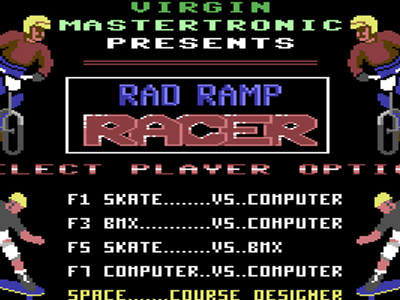 VIRGIN
MASTERTRONIC
PRESENTS
RAD RAMP
RACER
ELECT PLAYER OPTIO
F1 SKATE........VS..COMPUTER
F3 BMX..........VS..COMPUTER
F5 SKATE.....VS..BMX
F7 COMPUTER..VS..COMPUTER
SPACE......COURSE DESIGNER